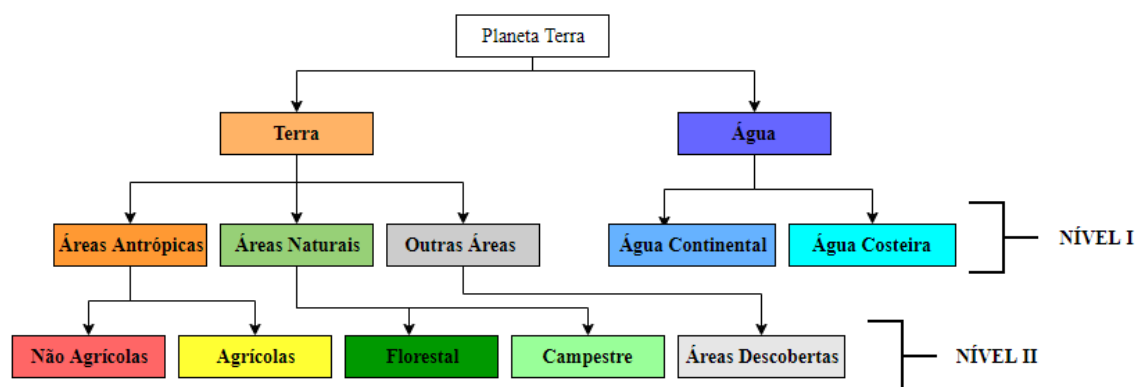 Planeta Terra
Terra
Água
Áreas Antrópicas
Áreas Naturais
Outras Áreas
Água Continental
Água Costeira
NÍVEL I
Não Agrícolas
Agrícolas
Florestal
Campestre
Áreas Descobertas
NÍVEL II